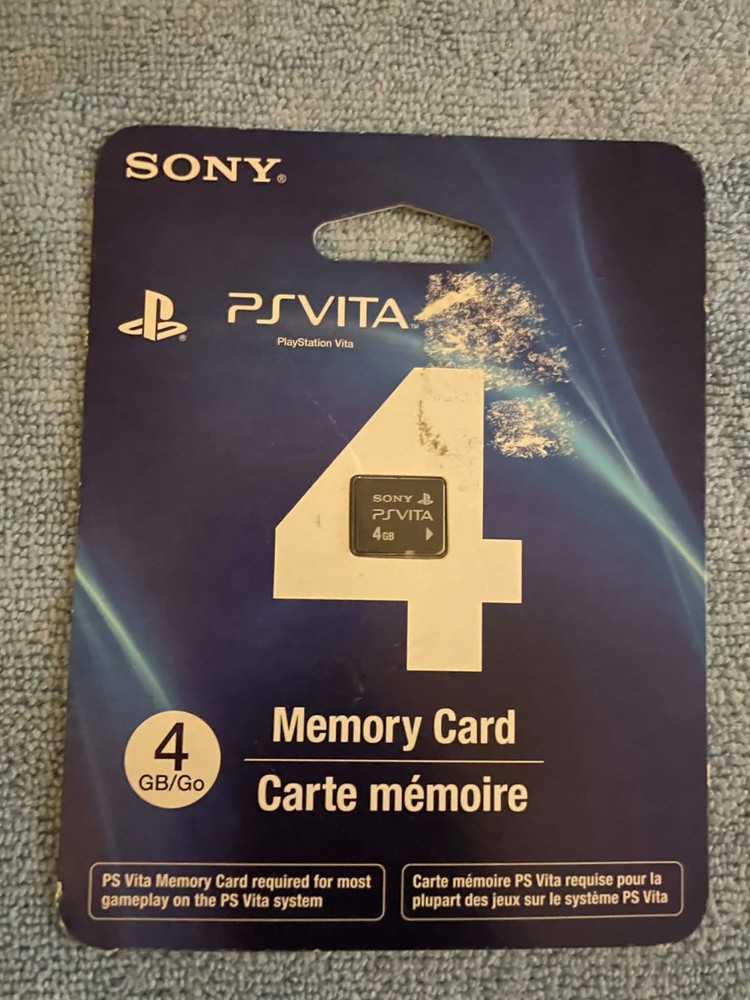 SONY®
PSVITA™
PlayStation Vita
4
SONY
PSVITA
4GB
4
GB/Go
Memory Card
Carte mémoire
PS Vita Memory Card required for most
gameplay on the PS Vita system
Carte mémoire PS Vita requise pour la
plupart des jeux sur le système PS Vita